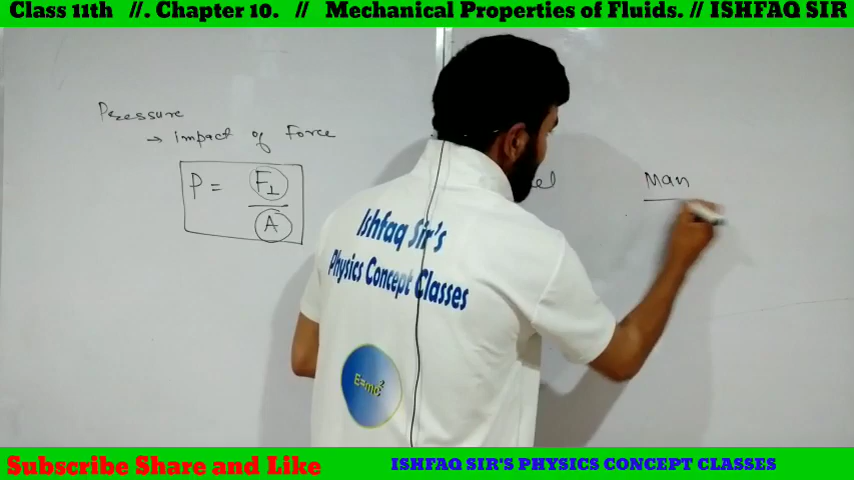 Class 11th //. Chapter 10. // Mechanical Properties of Fluids. // ISHFAQ SIR
Pressure
→ impact of Force
P = F⊥ / A
Man
Ishfaq Sir's
Physics Concept Classes
E=mc²
Subscribe Share and Like
ISHFAQ SIR'S PHYSICS CONCEPT CLASSES